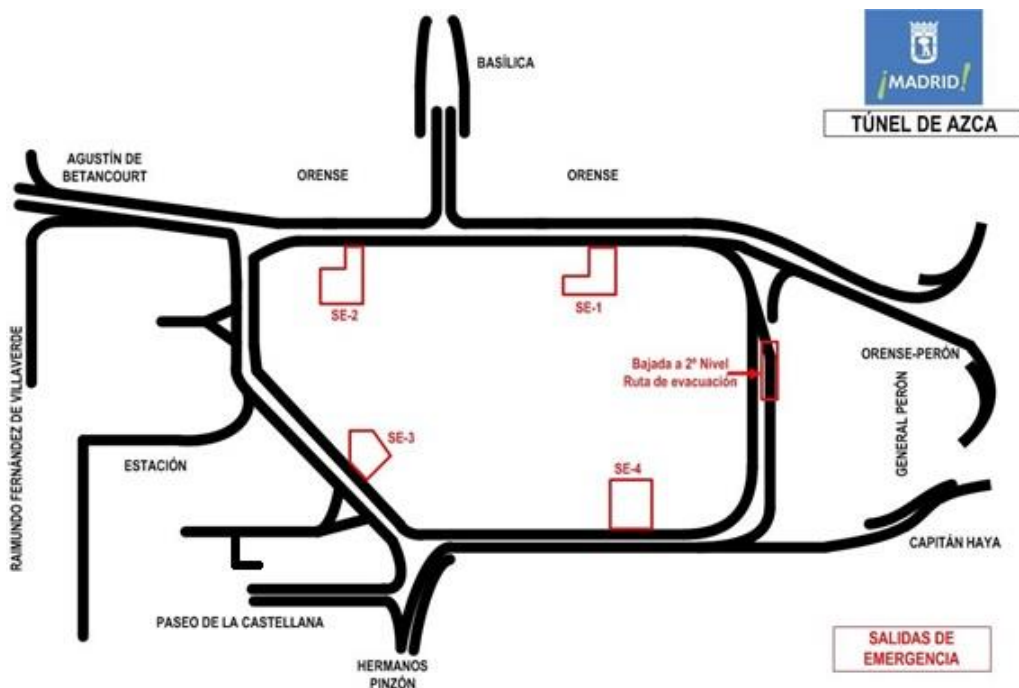 ¡MADRID!
TÚNEL DE AZCA
BASÍLICA
AGUSTÍN DE
BETANCOURT
ORENSE
ORENSE
SE-2
SE-1
Bajada a 2º Nivel
Ruta de evacuación
ORENSE-PERÓN
GENERAL PERÓN
RAIMUNDO FERNÁNDEZ DE VILLAVERDE
SE-3
ESTACIÓN
SE-4
CAPITÁN HAYA
PASEO DE LA CASTELLANA
HERMANOS
PINZÓN
SALIDAS DE
EMERGENCIA